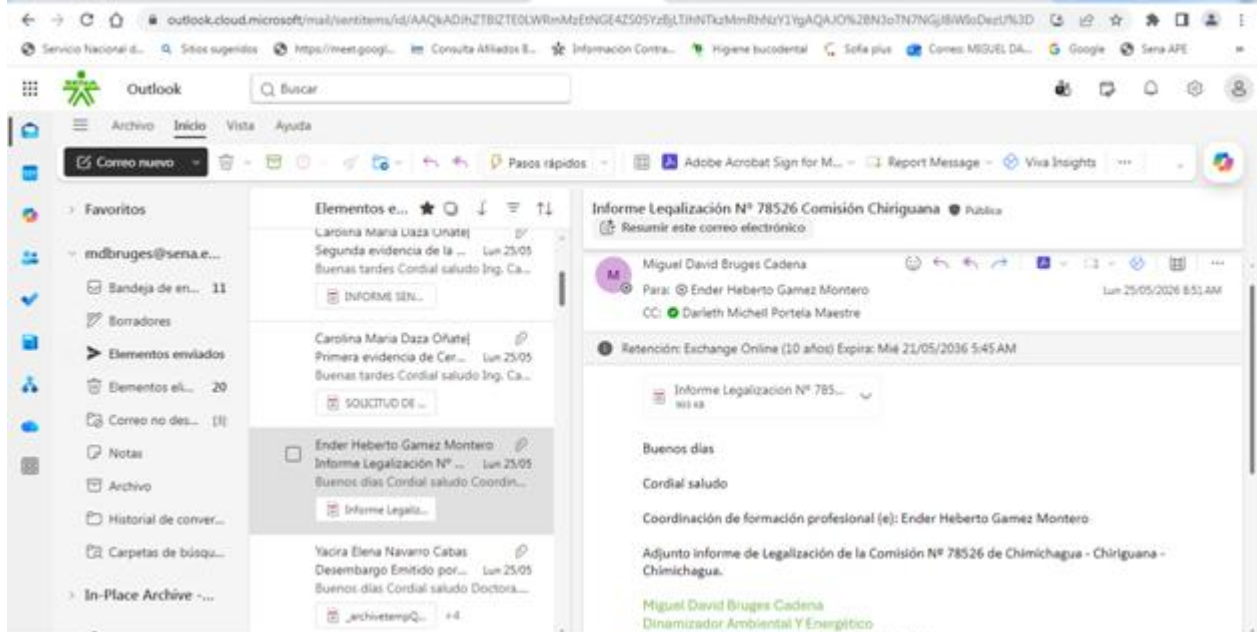 outlook.cloud.microsoft/mail/sentitems/id/
Servicio Nacional d... Sitios sugeridos https://meet.googl... Consulta Afiliados B... Información Contra... Higiene bucodental Sofia plus Correo: MIGUEL DA... Google Sena APE
Outlook Buscar
Archivo Inicio Vista Ayuda
Correo nuevo Pasos rápidos Adobe Acrobat Sign for M... Report Message Viva Insights ...
Favoritos
mdbruges@sena.e...
Bandeja de en... 11
Borradores
Elementos enviados
Elementos eli... 20
Correo no des... [3]
Notas
Archivo
Historial de conver...
Carpetas de búsqu...
In-Place Archive -...
Elementos e...
Carolina Maria Daza Oñate|
Segunda evidencia de la ... Lun 25/05
Buenas tardes Cordial saludo Ing. Ca...
INFORME SEN...
Carolina Maria Daza Oñate|
Primera evidencia de Cer... Lun 25/05
Buenas tardes Cordial saludo Ing. Ca...
SOLICITUD DE ...
Ender Heberto Gamez Montero
Informe Legalización Nº ... Lun 25/05
Buenos días Cordial saludo Coordin...
Informe Legaliz...
Yacira Elena Navarro Cabas
Desembargo Emitido por... Lun 25/05
Buenos días Cordial saludo Doctora....
_archivetempQ... +4
Informe Legalización Nº 78526 Comisión Chiriguana Pública
Resumir este correo electrónico
M
Miguel David Bruges Cadena
Para: Ender Heberto Gamez Montero
Lun 25/05/2026 8:51 AM
CC: Darleth Michell Portela Maestre
Retención: Exchange Online (10 años) Expira: Mié 21/05/2036 5:45 AM
Informe Legalizacion Nº 785...
KB
Buenos días
Cordial saludo
Coordinación de formación profesional (e): Ender Heberto Gamez Montero
Adjunto informe de Legalización de la Comisión Nº 78526 de Chimichagua - Chiriguana -
Chimichagua.
Miguel David Bruges Cadena
Dinamizador Ambiental Y Energético